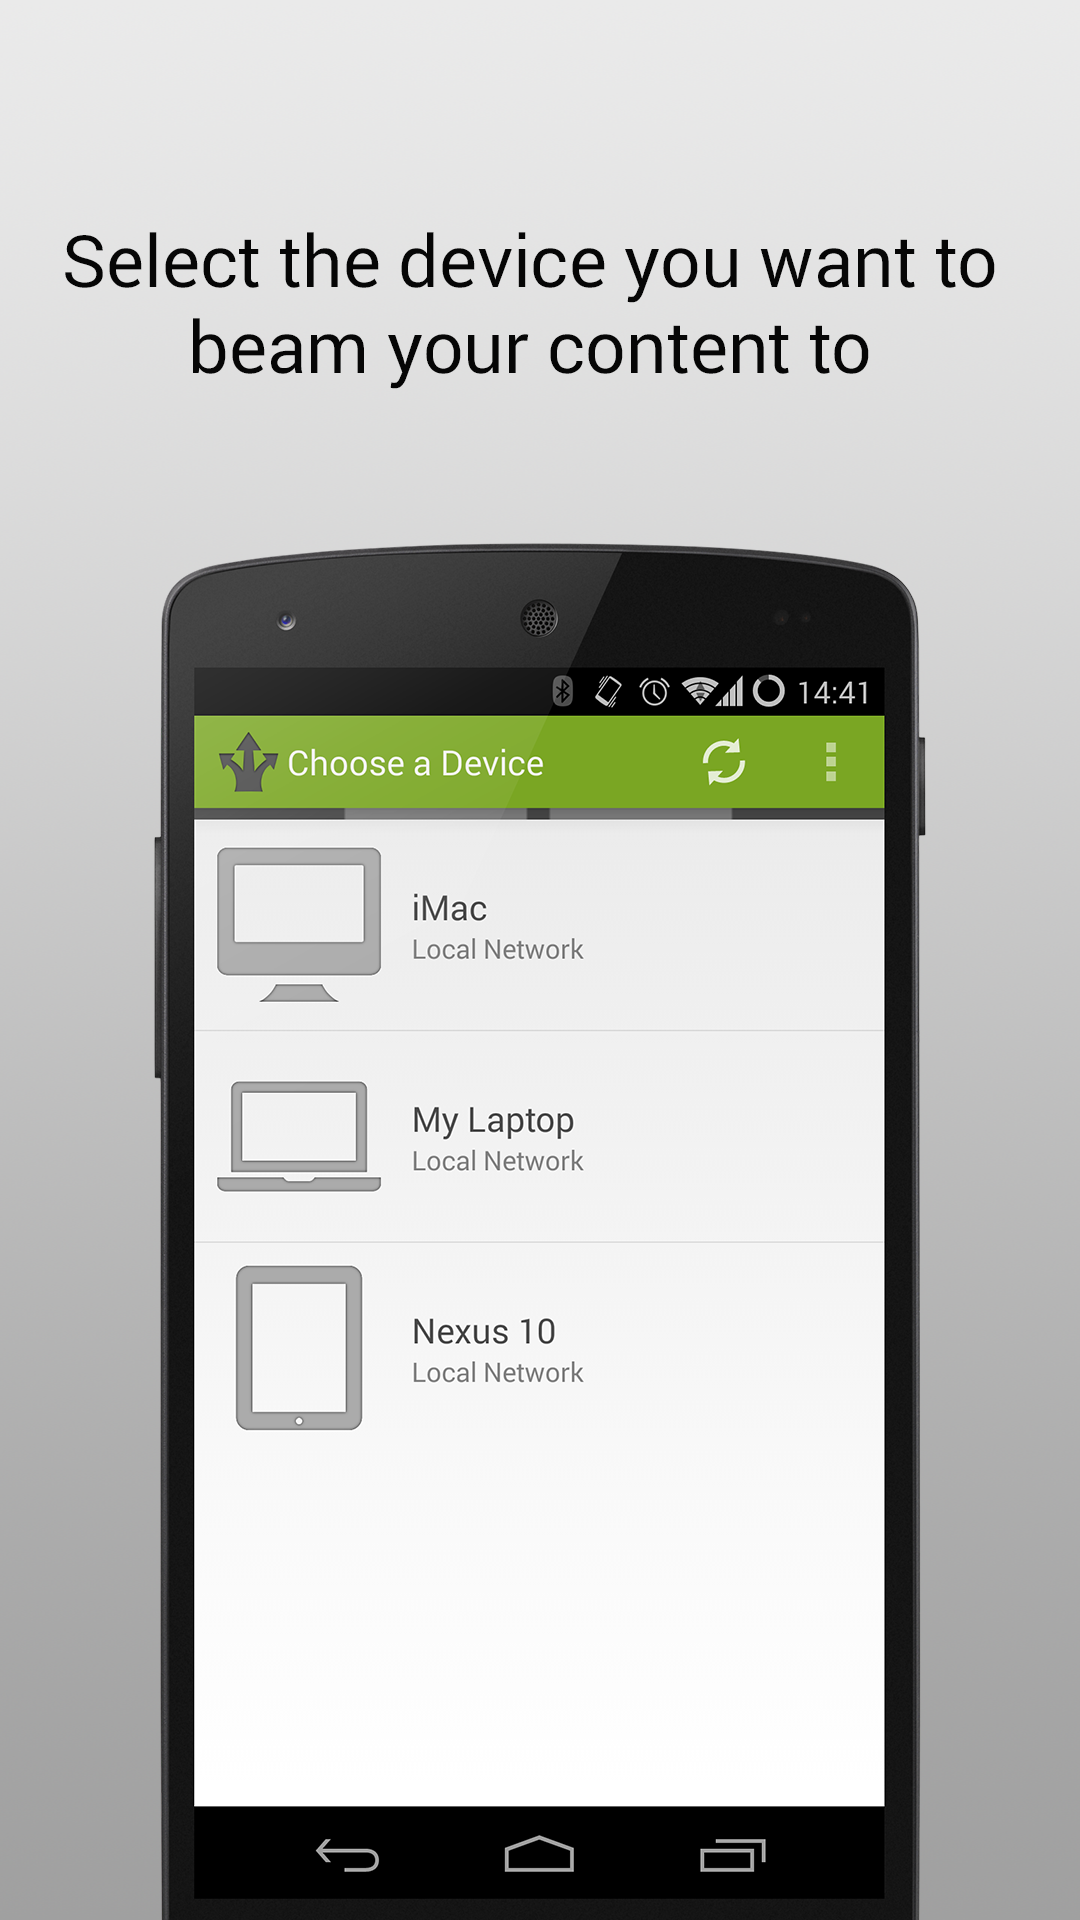 Select the device you want to
beam your content to
14:41
Choose a Device
iMac
Local Network
My Laptop
Local Network
Nexus 10
Local Network